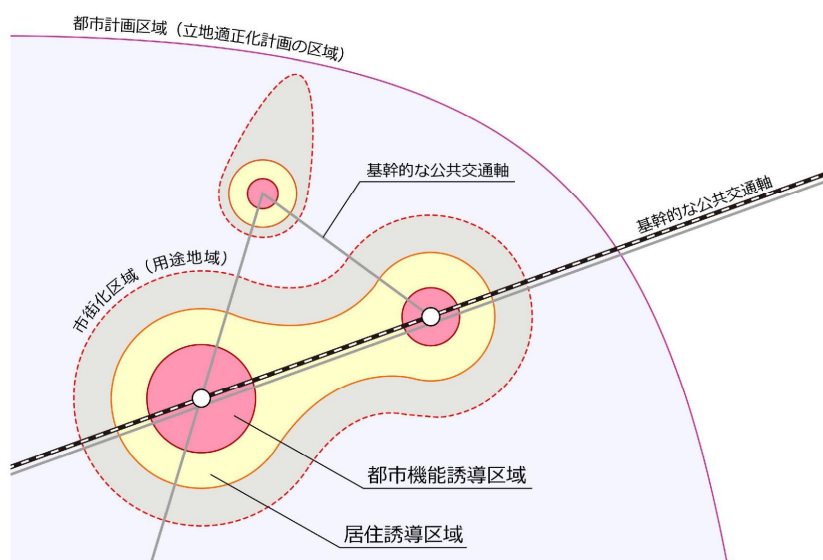 都市計画区域（立地適正化計画の区域）
基幹的な公共交通軸
基幹的な公共交通軸
市街化区域（用途地域）
都市機能誘導区域
居住誘導区域